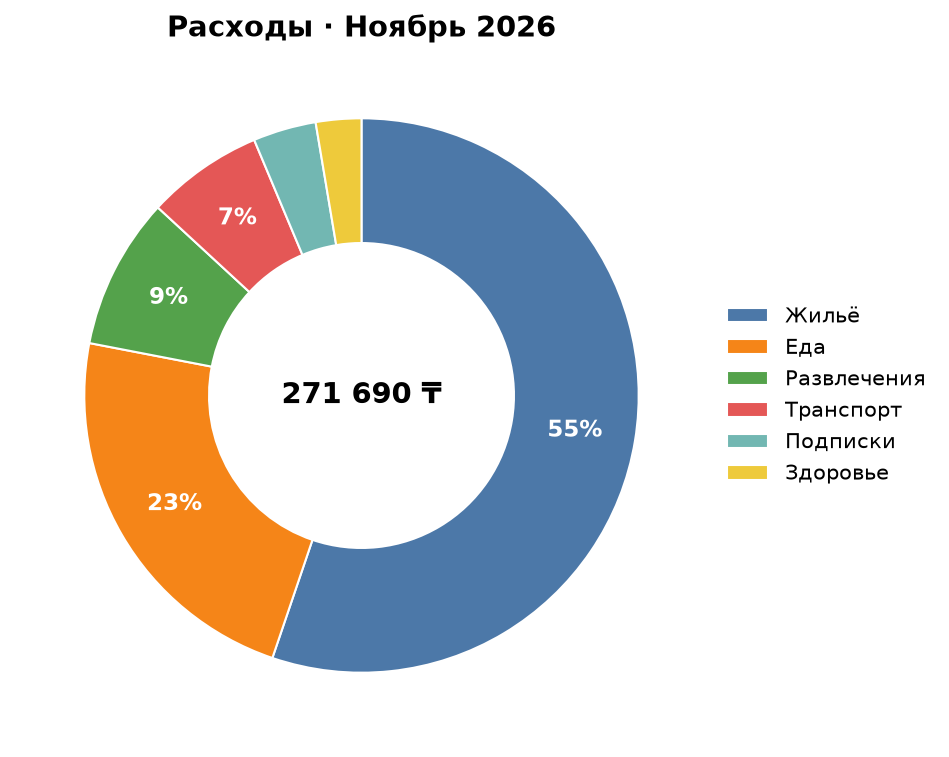 Расходы · Ноябрь 2026
7%
9%
271 690 ₸
55%
23%
Жильё
Еда
Развлечения
Транспорт
Подписки
Здоровье